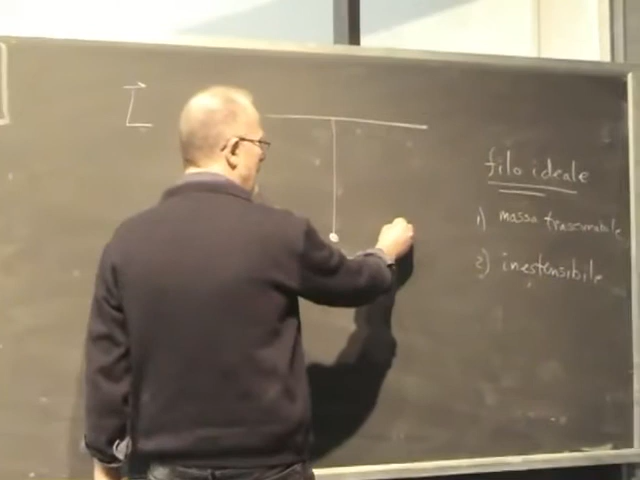 filo ideale
1) massa trascurabile
2) inestensibile